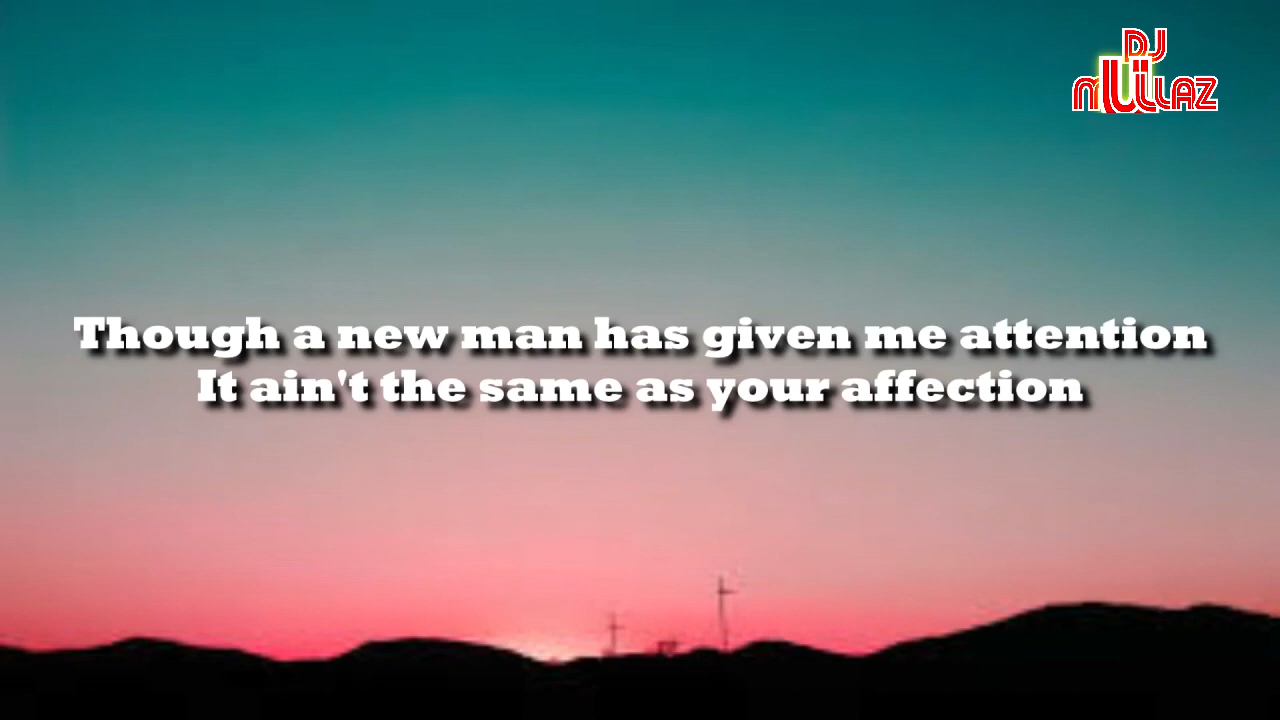 DJ
MULLAZ
Though a new man has given me attention
It ain't the same as your affection